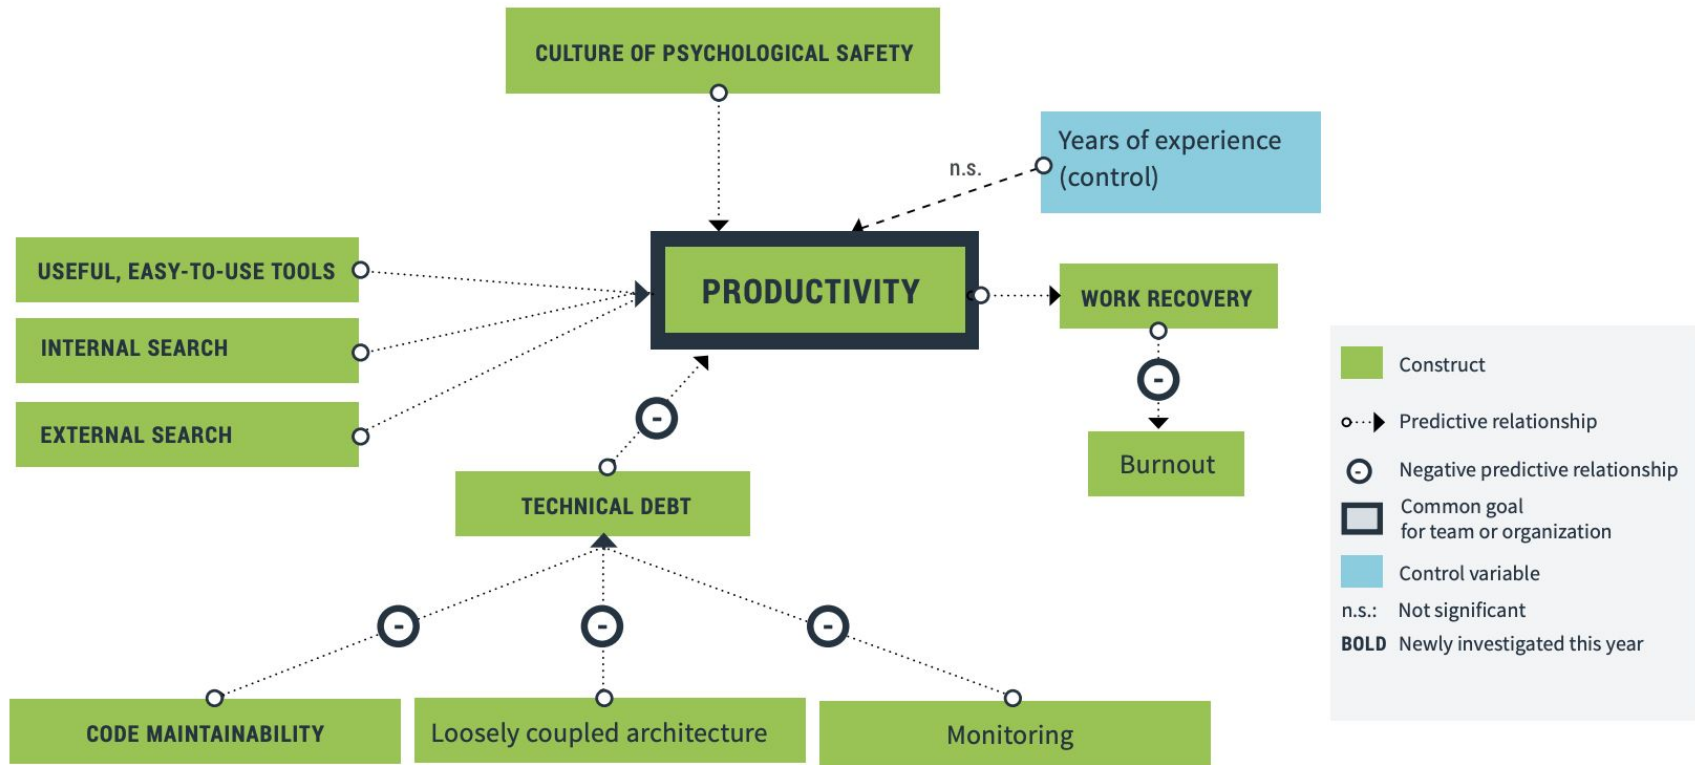 CULTURE OF PSYCHOLOGICAL SAFETY
Years of experience
(control)
n.s.
USEFUL, EASY-TO-USE TOOLS
PRODUCTIVITY
WORK RECOVERY
INTERNAL SEARCH
-
EXTERNAL SEARCH
-
Burnout
TECHNICAL DEBT
-
-
-
CODE MAINTAINABILITY
Loosely coupled architecture
Monitoring
Construct
Predictive relationship
- Negative predictive relationship
Common goal
for team or organization
Control variable
n.s.: Not significant
BOLD Newly investigated this year